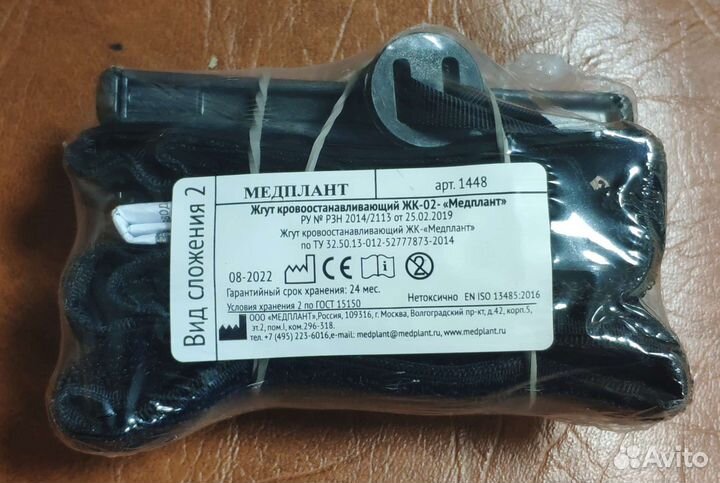 Вид сложения 2
МЕДПЛАНТ
арт. 1448
Жгут кровоостанавливающий ЖК-02- «Медплант»
РУ № РЗН 2014/2113 от 25.02.2019
Жгут кровоостанавливающий ЖК-«Медплант»
по ТУ 32.50.13-012-52777873-2014
08-2022 CE i
Гарантийный срок хранения: 24 мес.
Условия хранения 2 по ГОСТ 15150
Нетоксично EN ISO 13485:2016
ООО «МЕДПЛАНТ»,Россия, 109316, г. Москва, Волгоградский пр-кт, д.42, корп.5,
эт.2, пом.I, ком.296-318.
тел. +7 (495) 223-6016,e-mail: medplant@medplant.ru, www.medplant.ru
Avito